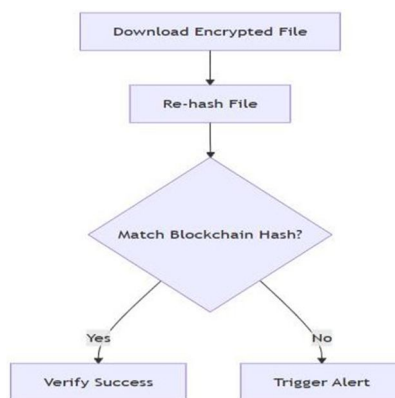 Download Encrypted File
Re-hash File
Match Blockchain Hash?
Yes
No
Verify Success
Trigger Alert